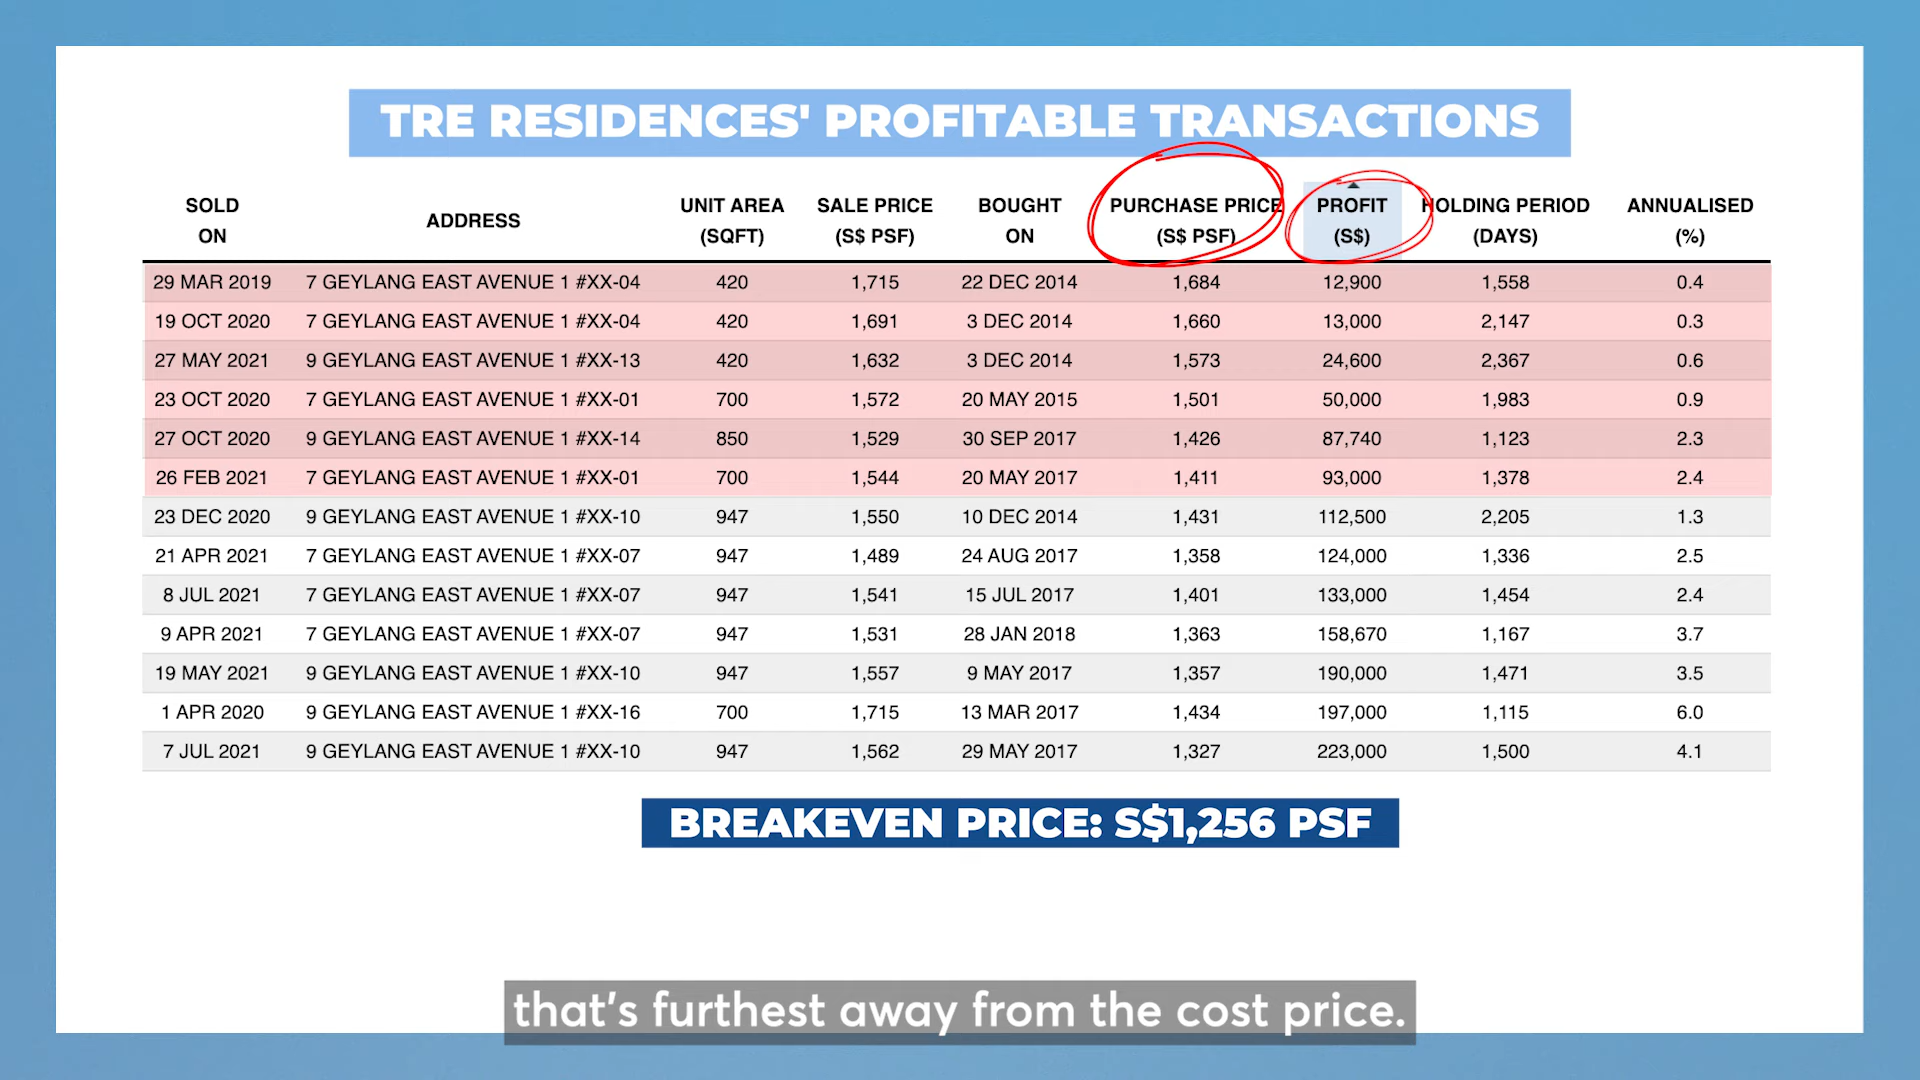 TRE RESIDENCES' PROFITABLE TRANSACTIONS
SOLD ON ADDRESS UNIT AREA (SQFT) SALE PRICE (S$ PSF) BOUGHT ON PURCHASE PRICE (S$ PSF) PROFIT (S$) HOLDING PERIOD (DAYS) ANNUALISED (%)
29 MAR 2019 7 GEYLANG EAST AVENUE 1 #XX-04 420 1,715 22 DEC 2014 1,684 12,900 1,558 0.4
19 OCT 2020 7 GEYLANG EAST AVENUE 1 #XX-04 420 1,691 3 DEC 2014 1,660 13,000 2,147 0.3
27 MAY 2021 9 GEYLANG EAST AVENUE 1 #XX-13 420 1,632 3 DEC 2014 1,573 24,600 2,367 0.6
23 OCT 2020 7 GEYLANG EAST AVENUE 1 #XX-01 700 1,572 20 MAY 2015 1,501 50,000 1,983 0.9
27 OCT 2020 9 GEYLANG EAST AVENUE 1 #XX-14 850 1,529 30 SEP 2017 1,426 87,740 1,123 2.3
26 FEB 2021 7 GEYLANG EAST AVENUE 1 #XX-01 700 1,544 20 MAY 2017 1,411 93,000 1,378 2.4
23 DEC 2020 9 GEYLANG EAST AVENUE 1 #XX-10 947 1,550 10 DEC 2014 1,431 112,500 2,205 1.3
21 APR 2021 7 GEYLANG EAST AVENUE 1 #XX-07 947 1,489 24 AUG 2017 1,358 124,000 1,336 2.5
8 JUL 2021 7 GEYLANG EAST AVENUE 1 #XX-07 947 1,541 15 JUL 2017 1,401 133,000 1,454 2.4
9 APR 2021 7 GEYLANG EAST AVENUE 1 #XX-07 947 1,531 28 JAN 2018 1,363 158,670 1,167 3.7
19 MAY 2021 9 GEYLANG EAST AVENUE 1 #XX-10 947 1,557 9 MAY 2017 1,357 190,000 1,471 3.5
1 APR 2020 9 GEYLANG EAST AVENUE 1 #XX-16 700 1,715 13 MAR 2017 1,434 197,000 1,115 6.0
7 JUL 2021 9 GEYLANG EAST AVENUE 1 #XX-10 947 1,562 29 MAY 2017 1,327 223,000 1,500 4.1
BREAKEVEN PRICE: S$1,256 PSF
that's furthest away from the cost price.